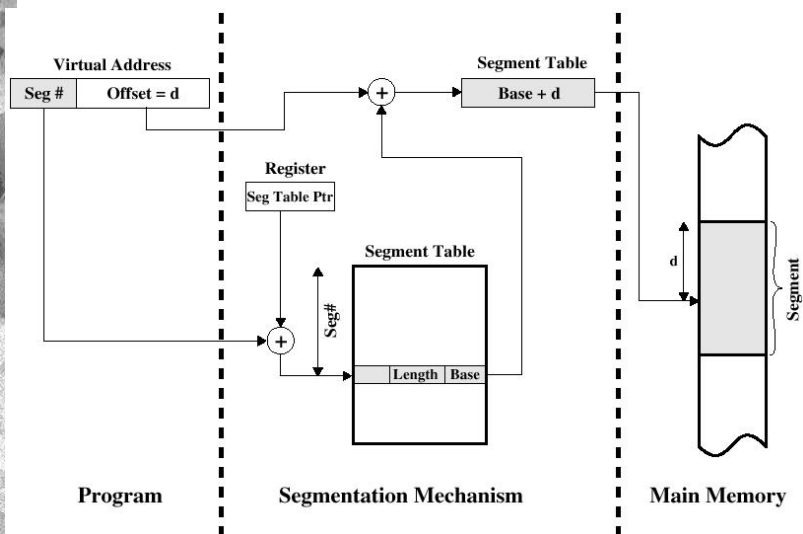 Virtual Address
Seg #
Offset = d
+
Segment Table
Base + d
Register
Seg Table Ptr
Segment Table
Seg#
+
Length
Base
d
Segment
Program
Segmentation Mechanism
Main Memory